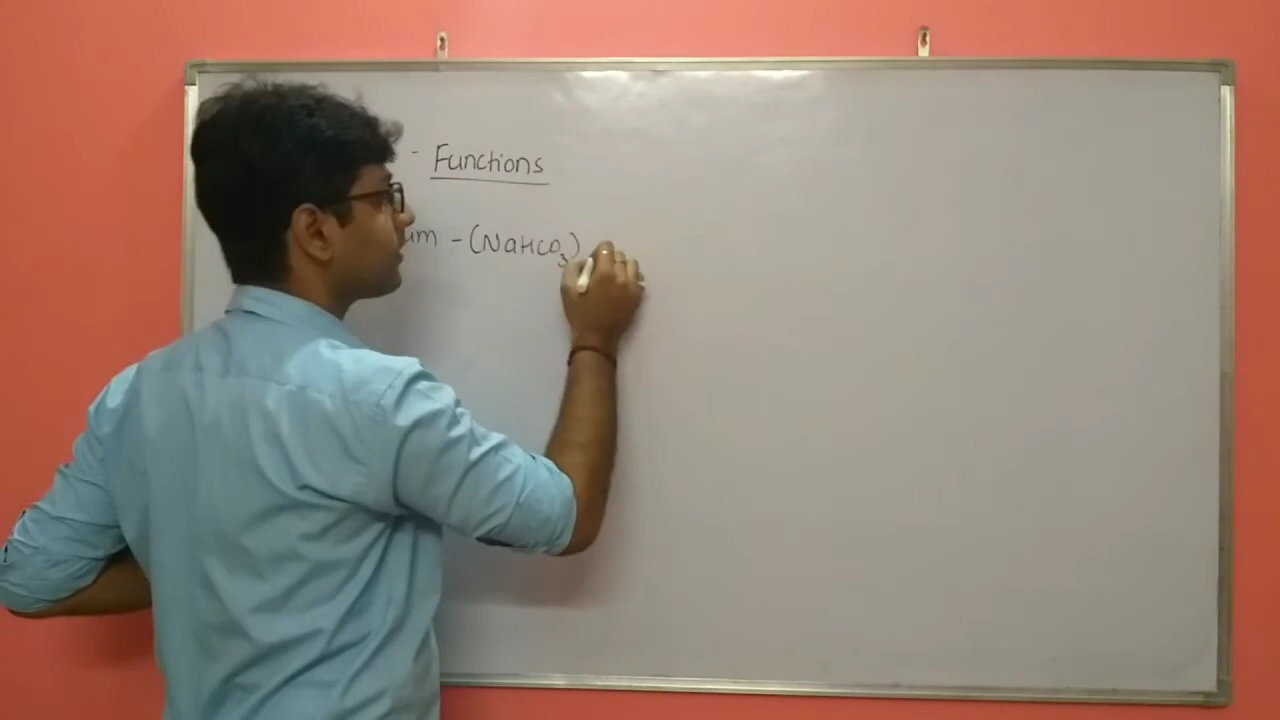 - Functions
um - (NaHCO₃)